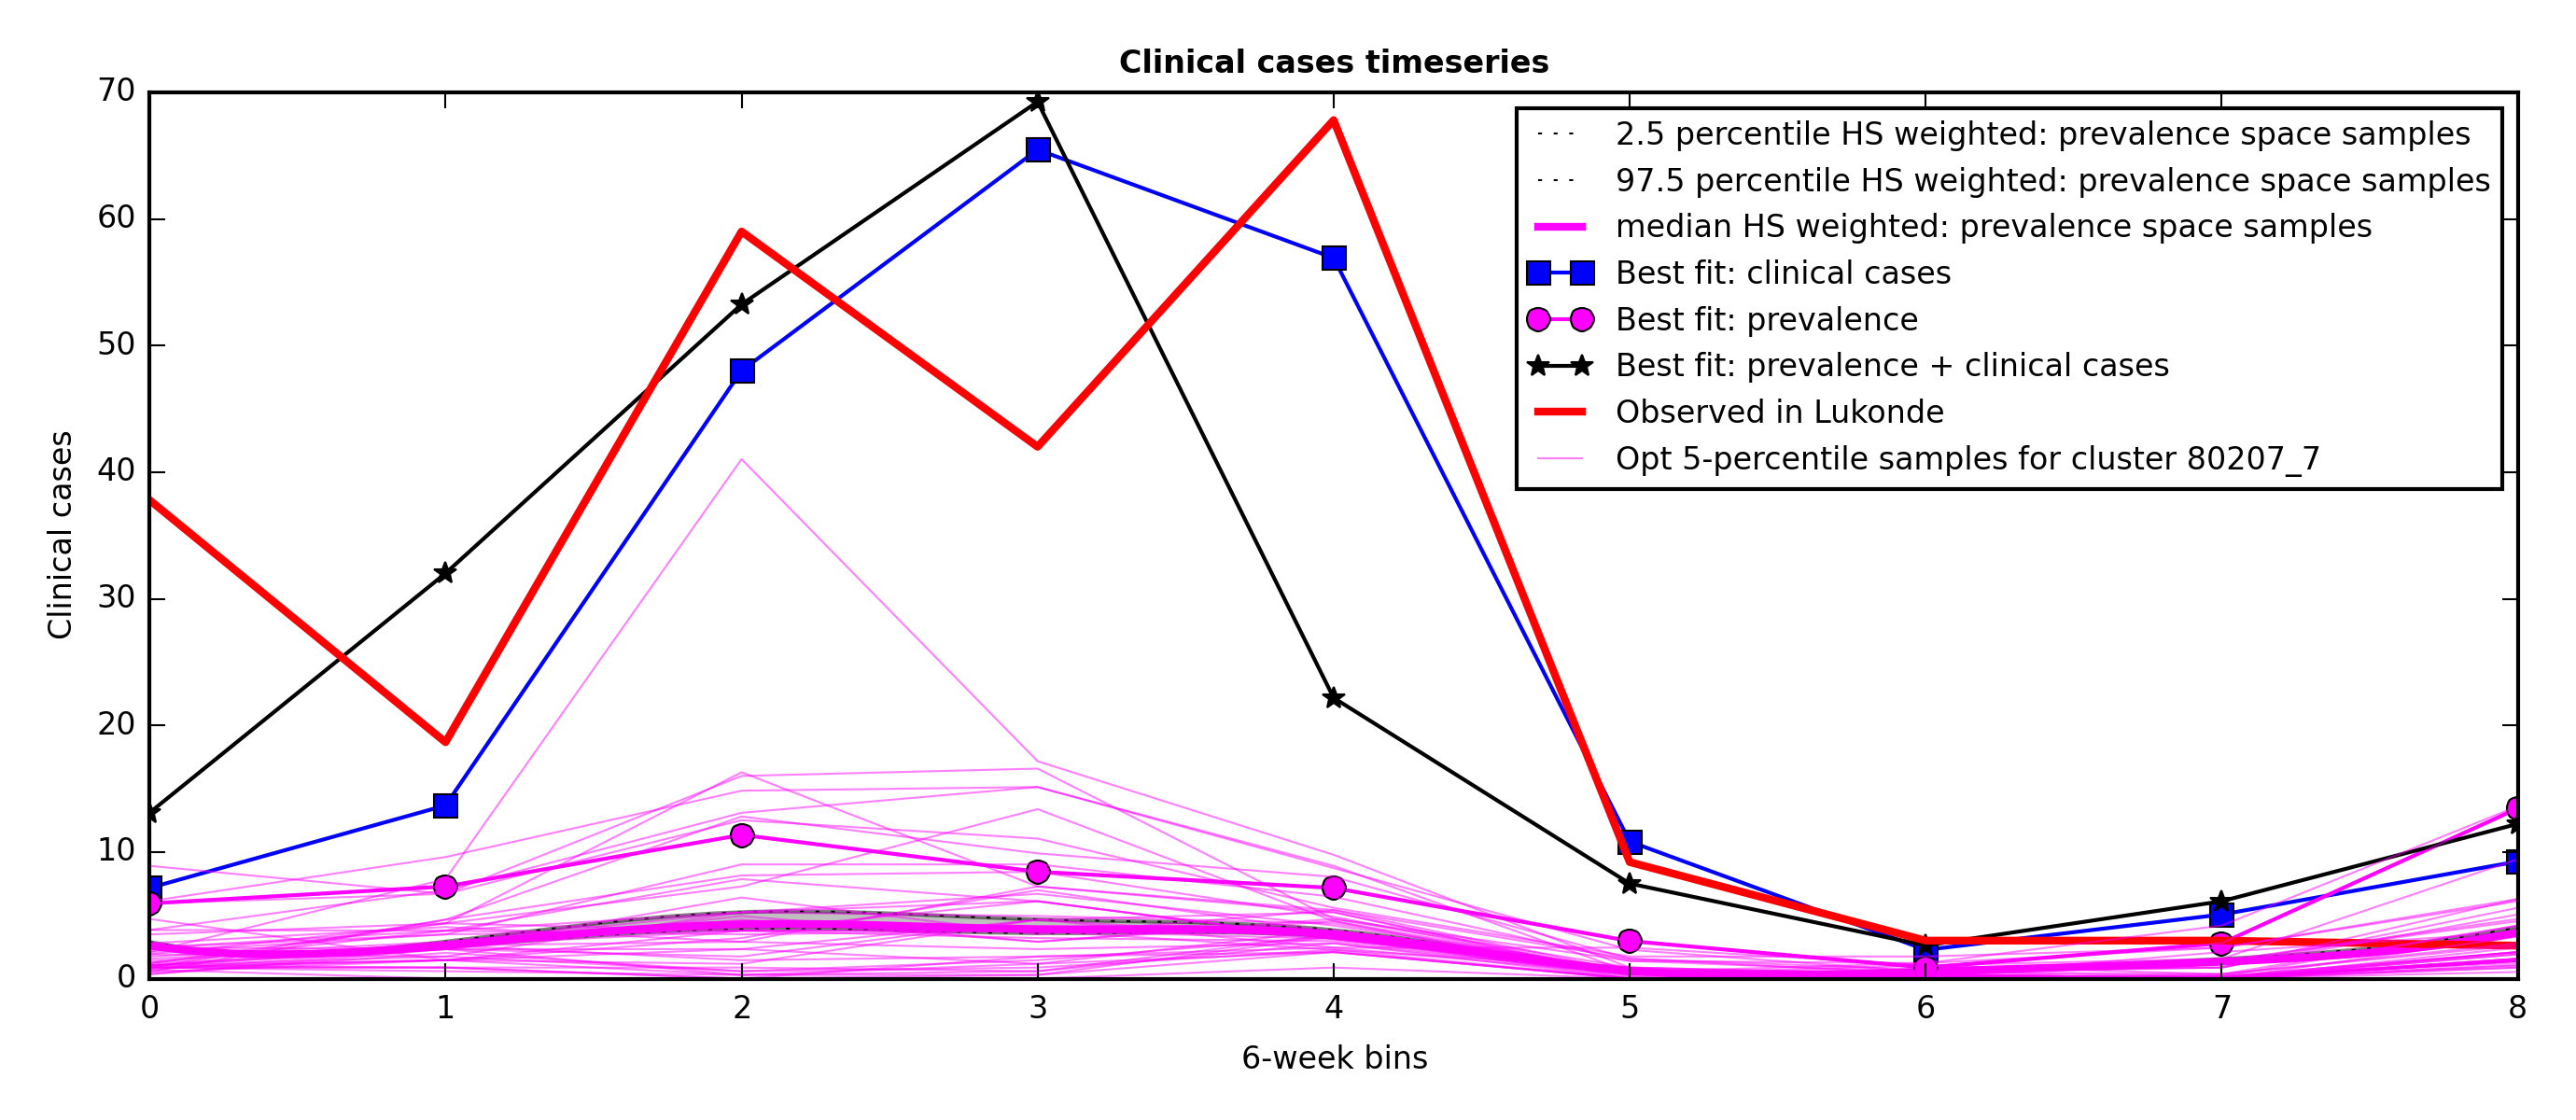 Clinical cases timeseries
70
60
50
40
30
20
10
0
Clinical cases
2.5 percentile HS weighted: prevalence space samples
97.5 percentile HS weighted: prevalence space samples
median HS weighted: prevalence space samples
Best fit: clinical cases
Best fit: prevalence
Best fit: prevalence + clinical cases
Observed in Lukonde
Opt 5-percentile samples for cluster 80207_7
0 1 2 3 4 5 6 7 8
6-week bins